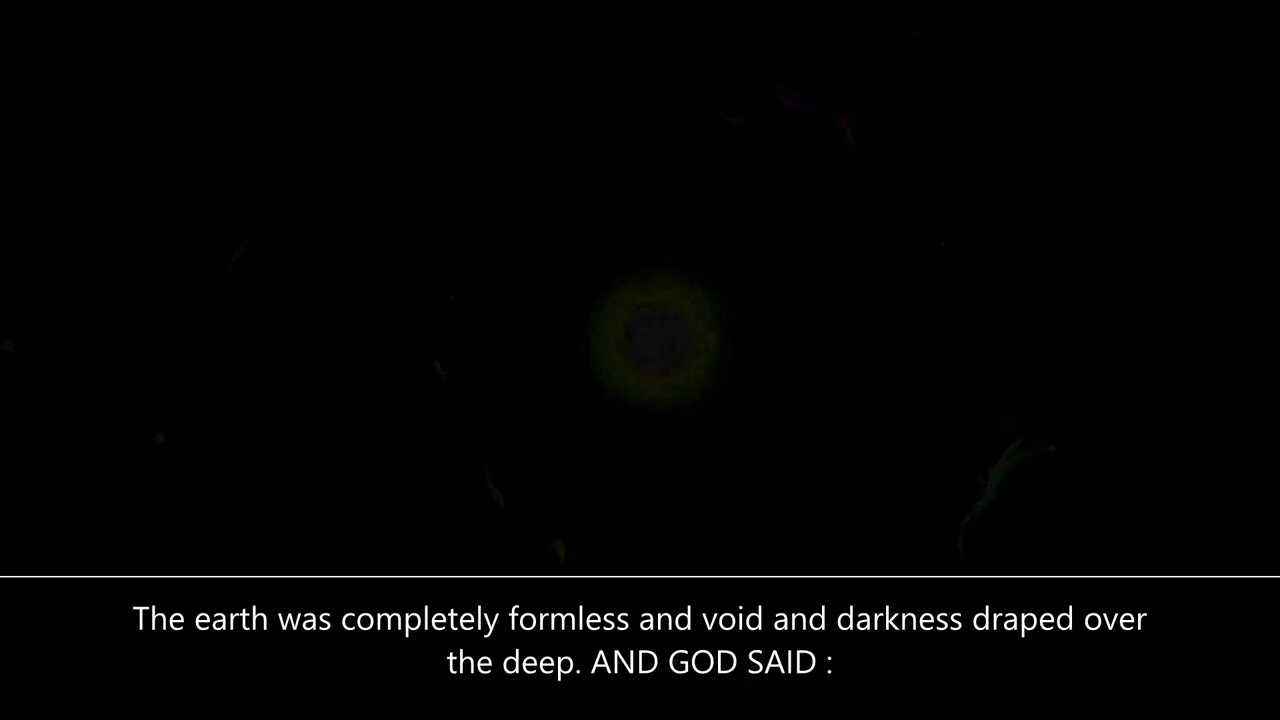 The earth was completely formless and void and darkness draped over
the deep. AND GOD SAID :